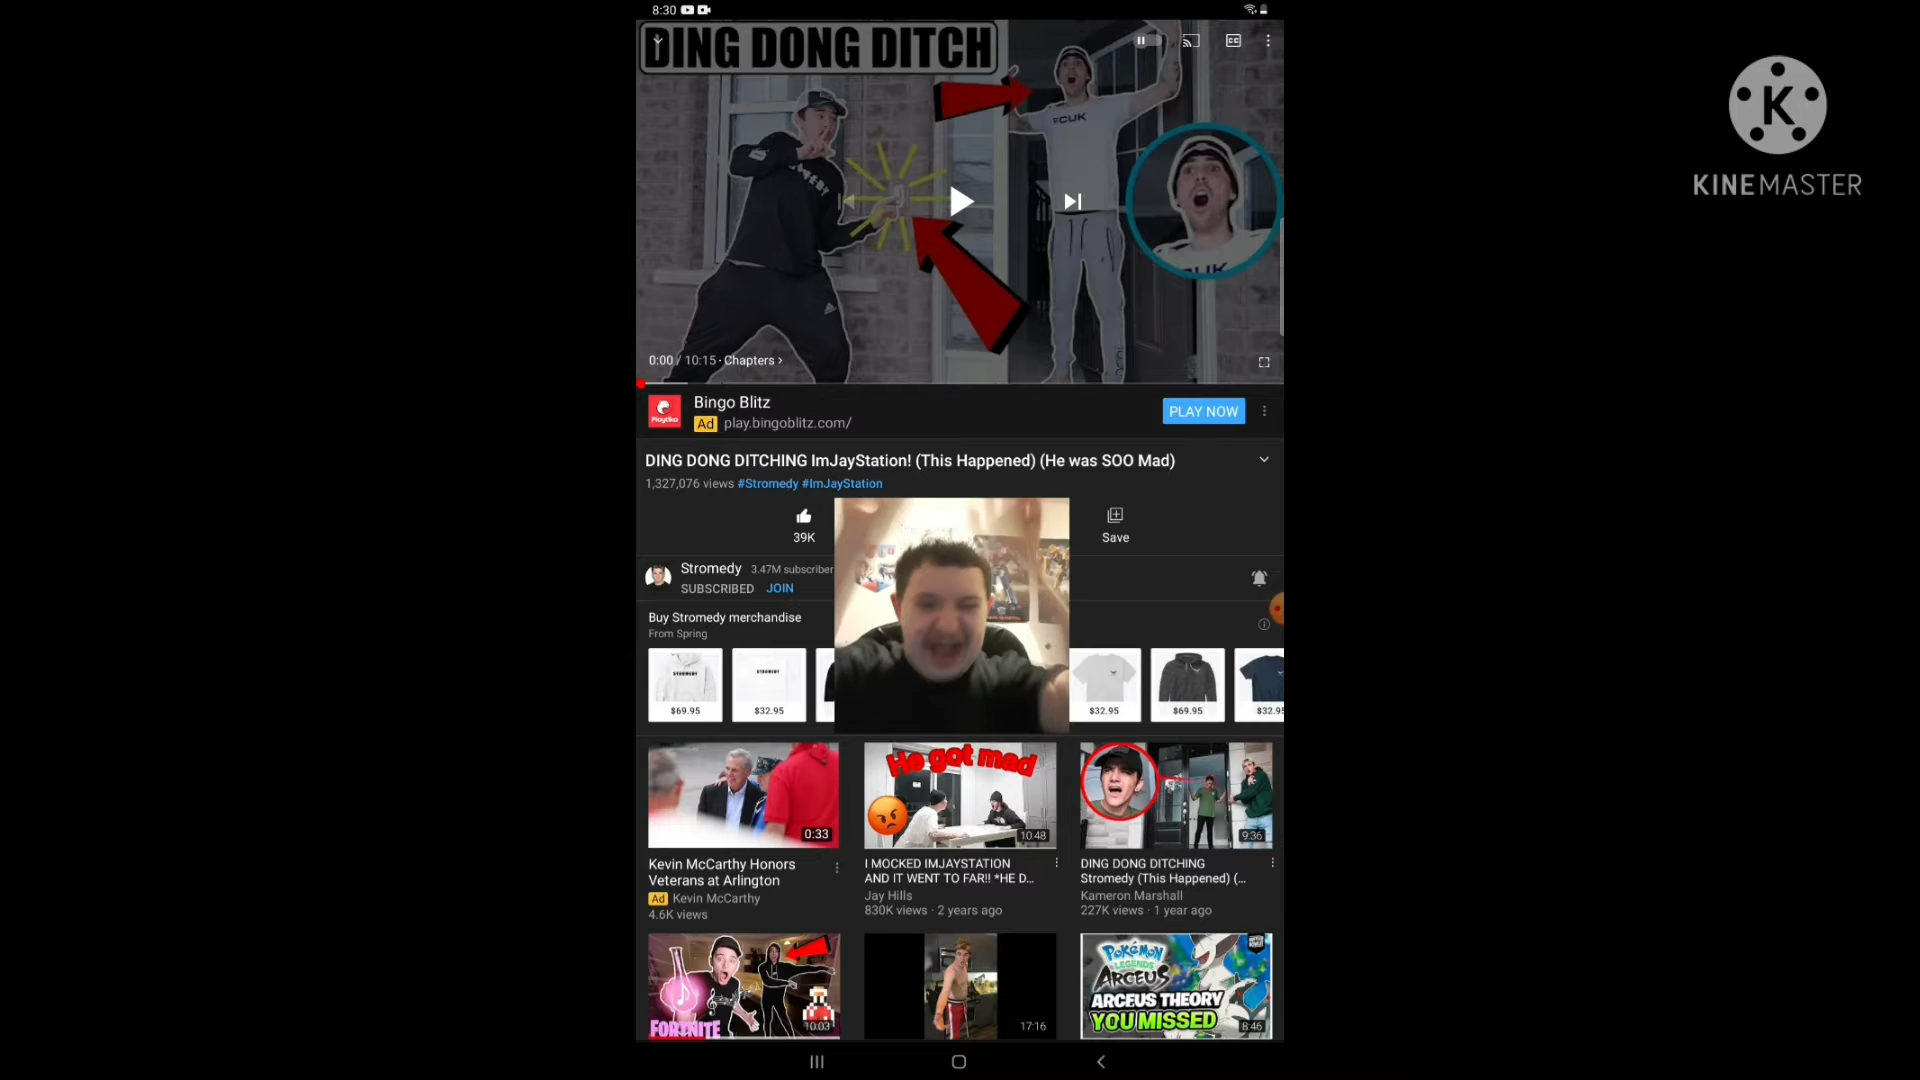 8:30
DING DONG DITCH
FCUK
0:00 / 10:15 · Chapters
KINEMASTER
Bingo Blitz
Playtika
Ad play.bingoblitz.com/
PLAY NOW
DING DONG DITCHING ImJayStation! (This Happened) (He was SOO Mad)
1,327,076 views #Stromedy #ImJayStation
39K
Save
Stromedy 3.47M subscriber
SUBSCRIBED JOIN
Buy Stromedy merchandise
From Spring
STROMEDY
STROMEDY
$69.95
$32.95
$32.95
$69.95
$32.95
He got mad
0:33
10:48
9:36
Kevin McCarthy Honors
Veterans at Arlington
Ad Kevin McCarthy
4.6K views
I MOCKED IMJAYSTATION
AND IT WENT TO FAR!! *HE D...
Jay Hills
830K views · 2 years ago
DING DONG DITCHING
Stromedy (This Happened) (...
Kameron Marshall
227K views · 1 year ago
FORTNITE
10:03
17:16
POKéMON
LEGENDS
ARCEUS
ARCEUS THEORY
YOU MISSED
8:46